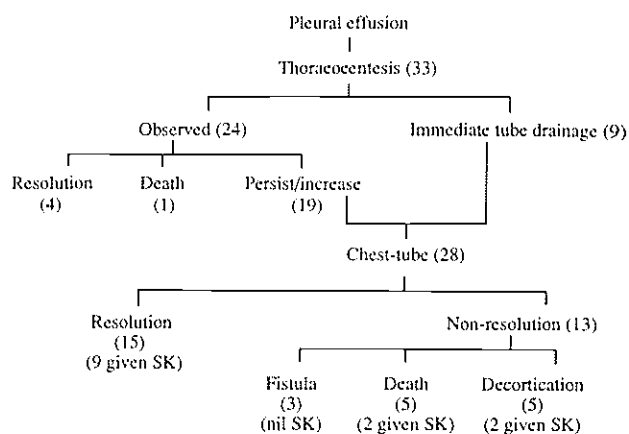 Pleural effusion
Thoracocentesis (33)
Observed (24)
Immediate tube drainage (9)
Resolution
(4)
Death
(1)
Persist/increase
(19)
Chest-tube (28)
Resolution
(15)
(9 given SK)
Non-resolution (13)
Fistula
(3)
(nil SK)
Death
(5)
(2 given SK)
Decortication
(5)
(2 given SK)